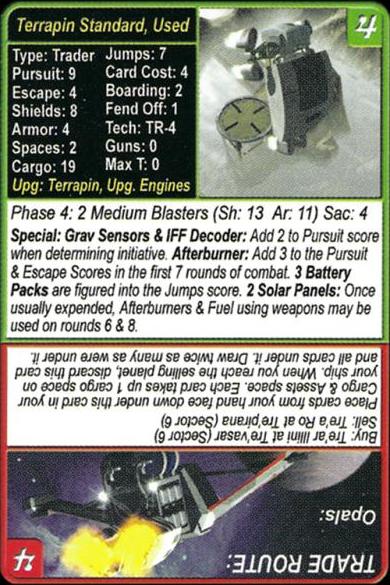 Terrapin Standard, Used
4
Type: Trader Jumps: 7
Pursuit: 9 Card Cost: 4
Escape: 4 Boarding: 2
Shields: 8 Fend Off: 1
Armor: 4 Tech: TR-4
Spaces: 2 Guns: 0
Cargo: 19 Max T: 0
Upg: Terrapin, Upg. Engines
Phase 4: 2 Medium Blasters (Sh: 13 Ar: 11) Sac: 4
Special: Grav Sensors & IFF Decoder: Add 2 to Pursuit score
when determining initiative. Afterburner: Add 3 to the Pursuit
& Escape Scores in the first 7 rounds of combat. 3 Battery
Packs are figured into the Jumps score. 2 Solar Panels: Once
usually expended, Afterburners & Fuel using weapons may be
used on rounds 6 & 8.
4
TRADE ROUTE:
Opals:
Buy: Tre'ar Illini at Tre'vasar (Sector 6)
Sell: Tre'a Ro at Tre'pirana (Sector 6)
Place cards from your hand face down under this card in your
Cargo & Assets space. Each card takes up 1 cargo space on
your ship. When you reach the selling planet, discard this card
and all cards under it. Draw twice as many as were under it.